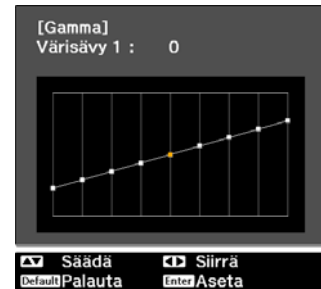 [Gamma]
Värisävy 1 : 0
Säädä Siirrä
Default Palauta Enter Aseta